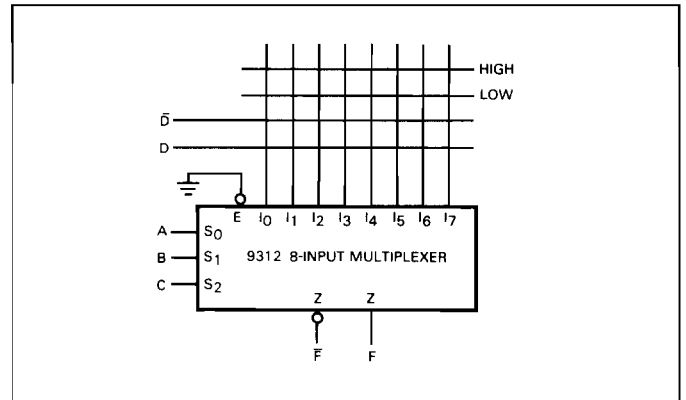 HIGH
LOW
D̄
D
E I₀ I₁ I₂ I₃ I₄ I₅ I₆ I₇
A S₀
B S₁ 9312 8-INPUT MULTIPLEXER
C S₂
Z Z
F̄ F